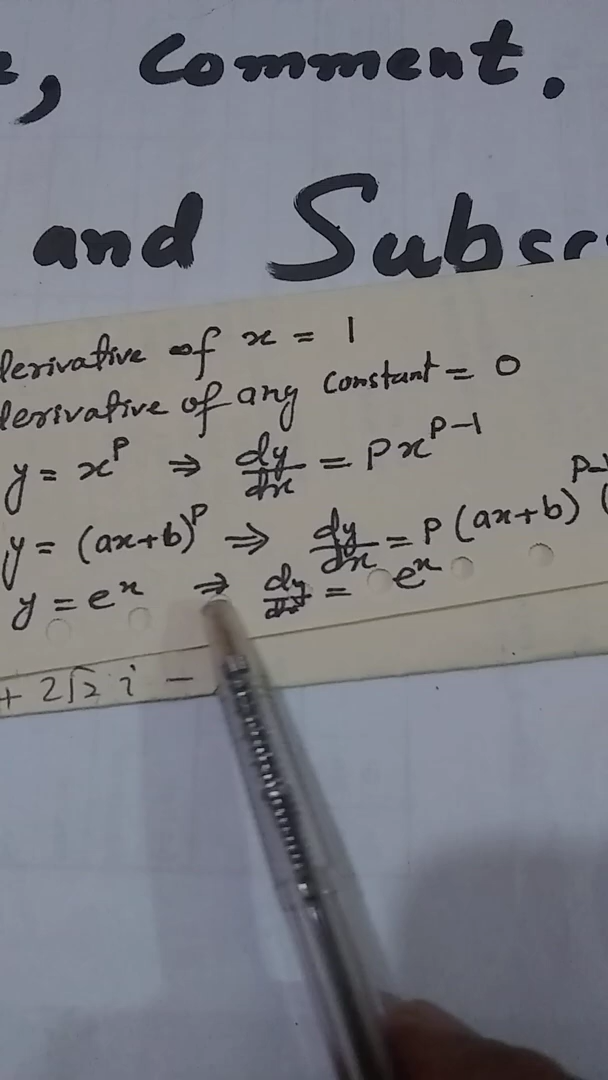 , Comment.
and Subscr
derivative of x = 1
derivative of any constant = 0
y = x^p ⇒ dy/dx = Px^{P-1}
y = (ax+b)^p ⇒ dy/dx = P (ax+b)^{P-1} (
y = e^x ⇒ dy/dx = e^x
+ 2√2 i -